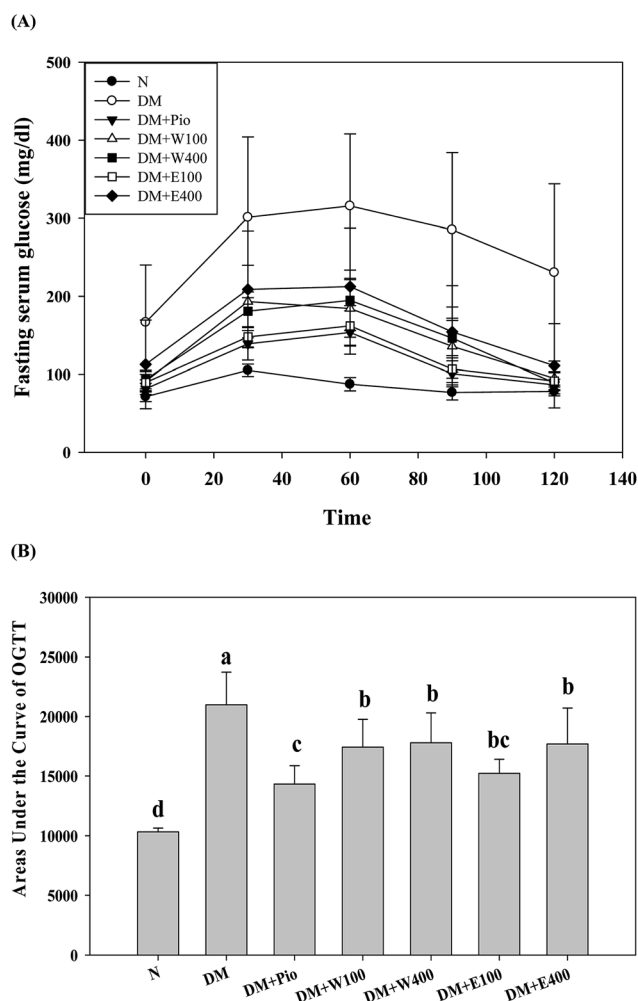 (A)
Fasting serum glucose (mg/dl)
500
400
300
200
100
0
N
DM
DM+Pio
DM+W100
DM+W400
DM+E100
DM+E400
0 20 40 60 80 100 120 140
Time
(B)
Areas Under the Curve of OGTT
30000
25000
20000
15000
10000
5000
0
d a c b b bc b
N DM DM+Pio DM+W100 DM+W400 DM+E100 DM+E400